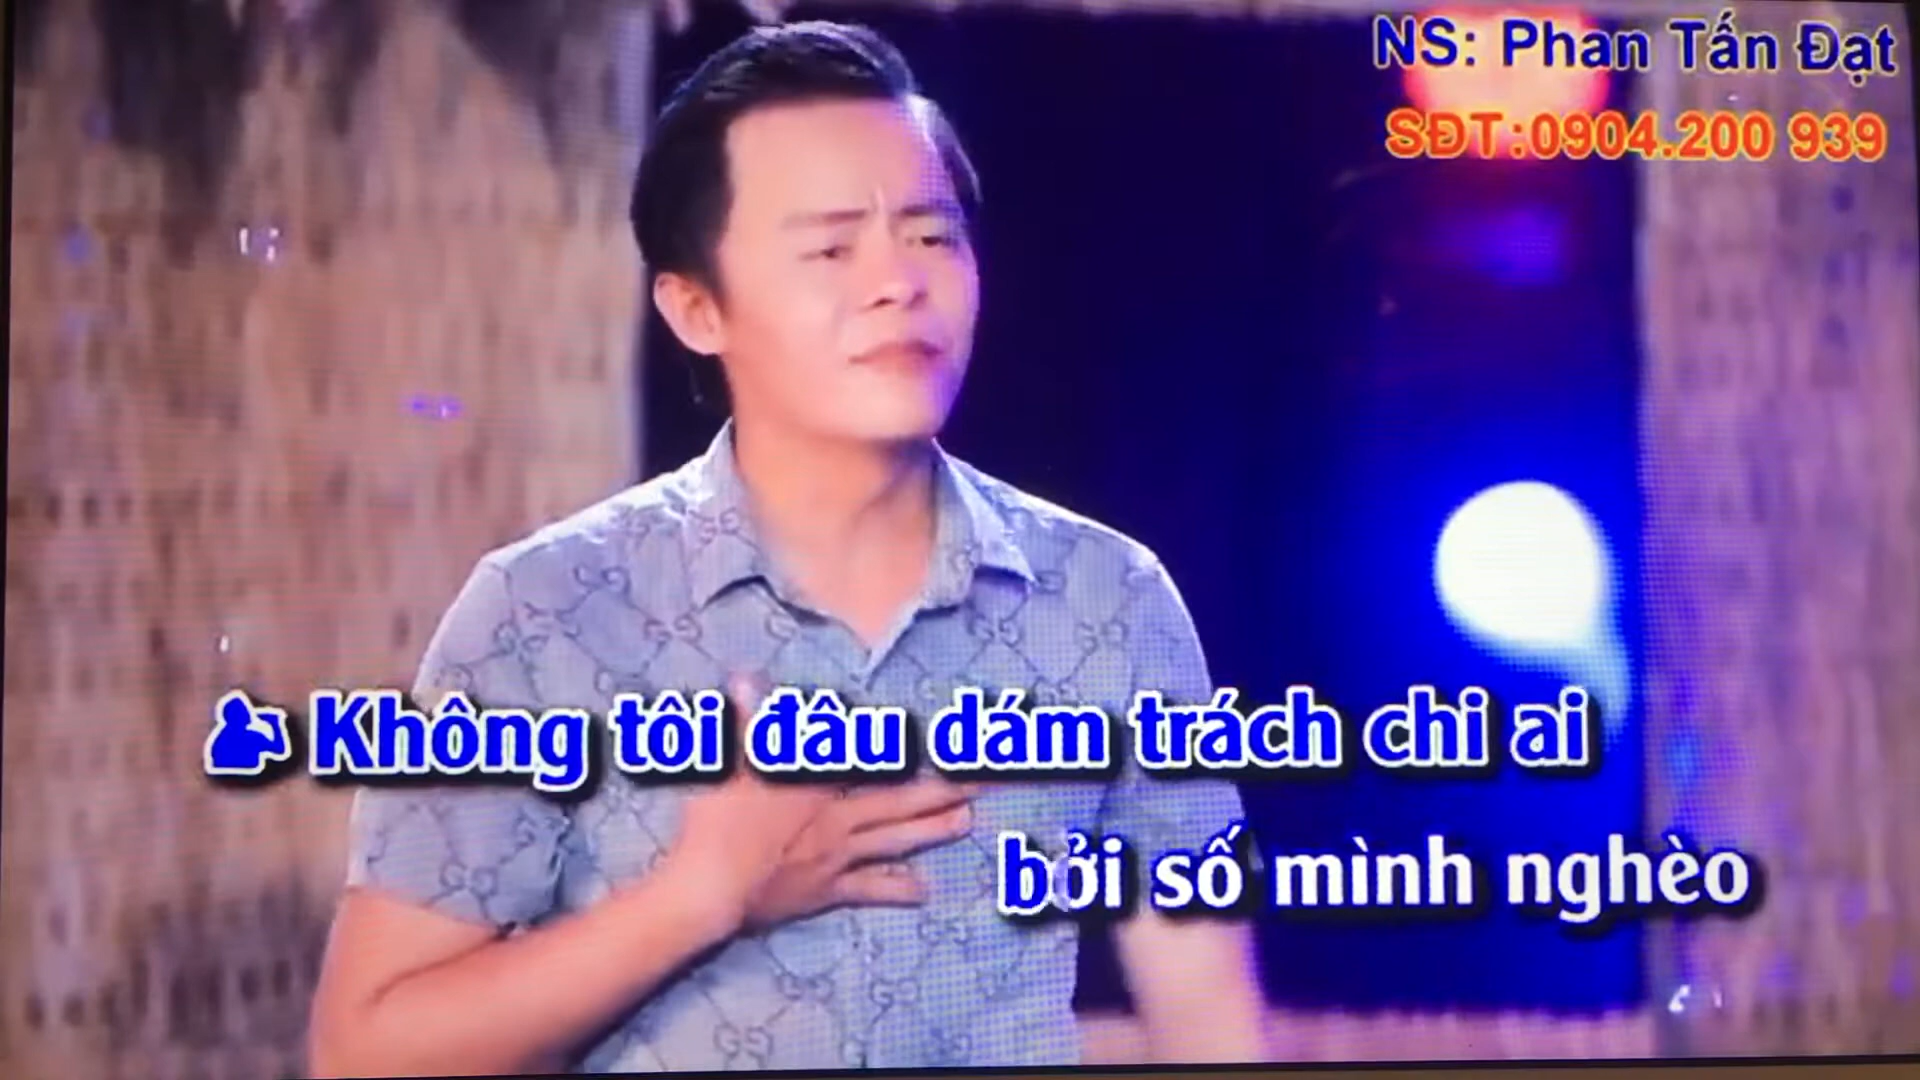 NS: Phan Tấn Đạt
SĐT:0904.200 939
Không tôi đâu dám trách chi ai
bởi số mình nghèo